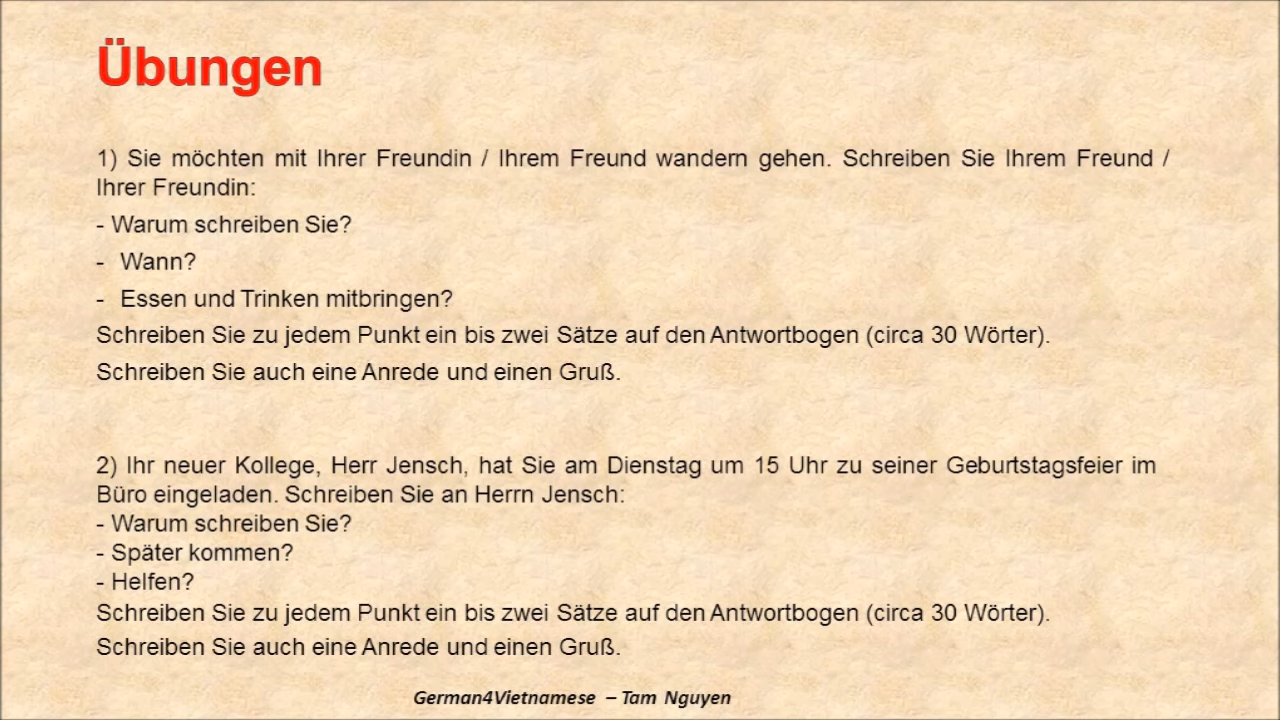 Übungen
1) Sie möchten mit Ihrer Freundin / Ihrem Freund wandern gehen. Schreiben Sie Ihrem Freund /
Ihrer Freundin:
- Warum schreiben Sie?
- Wann?
- Essen und Trinken mitbringen?
Schreiben Sie zu jedem Punkt ein bis zwei Sätze auf den Antwortbogen (circa 30 Wörter).
Schreiben Sie auch eine Anrede und einen Gruß.
2) Ihr neuer Kollege, Herr Jensch, hat Sie am Dienstag um 15 Uhr zu seiner Geburtstagsfeier im
Büro eingeladen. Schreiben Sie an Herrn Jensch:
- Warum schreiben Sie?
- Später kommen?
- Helfen?
Schreiben Sie zu jedem Punkt ein bis zwei Sätze auf den Antwortbogen (circa 30 Wörter).
Schreiben Sie auch eine Anrede und einen Gruß.
German4Vietnamese – Tam Nguyen